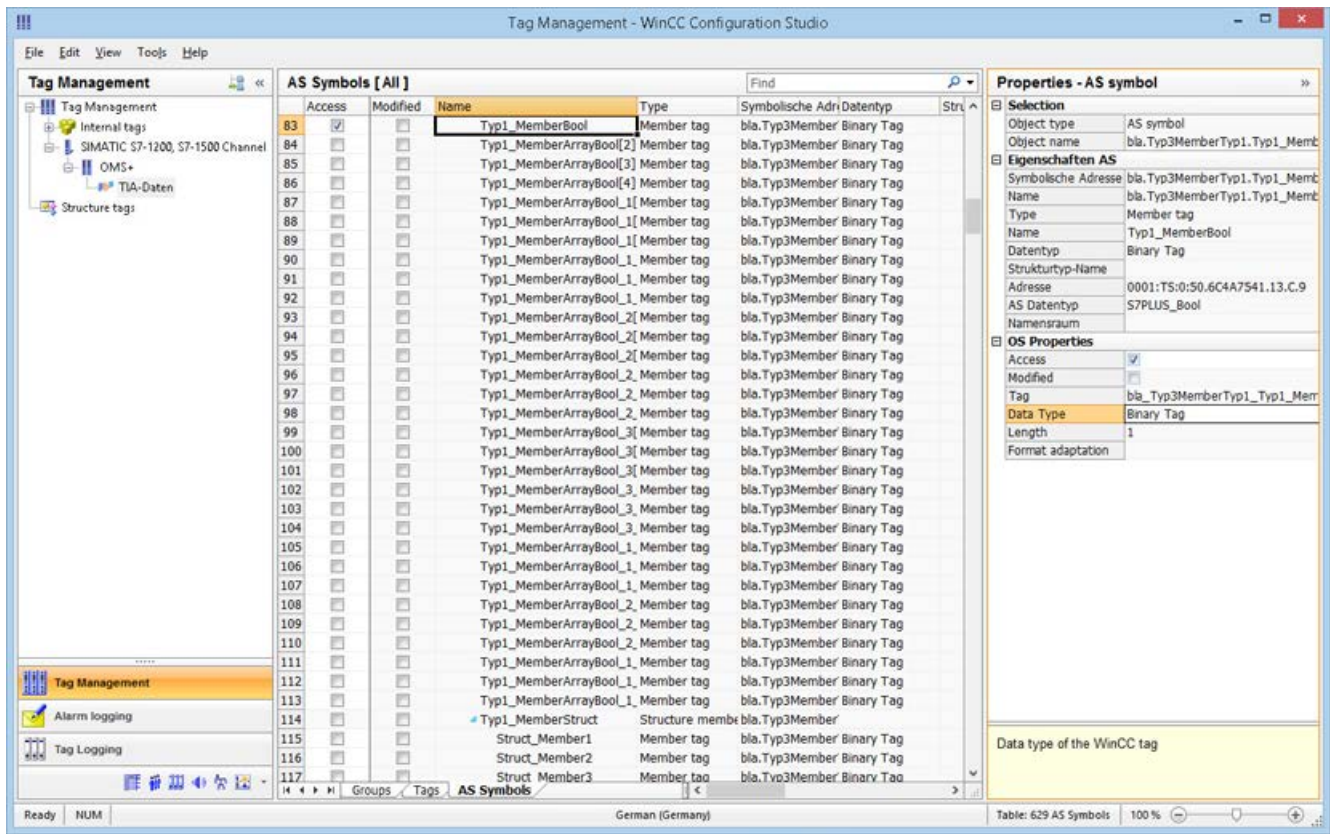 Tag Management - WinCC Configuration Studio
File Edit View Tools Help
Tag Management «
Tag Management
Internal tags
SIMATIC S7-1200, S7-1500 Channel
OMS+
TIA-Daten
Structure tags
Tag Management
Alarm logging
Tag Logging
AS Symbols [ All ] Find
Access Modified Name Type Symbolische Adr Datentyp Stru
83 Typ1_MemberBool Member tag bla.Typ3Member Binary Tag
84 Typ1_MemberArrayBool[2] Member tag bla.Typ3Member Binary Tag
85 Typ1_MemberArrayBool[3] Member tag bla.Typ3Member Binary Tag
86 Typ1_MemberArrayBool[4] Member tag bla.Typ3Member Binary Tag
87 Typ1_MemberArrayBool_1[ Member tag bla.Typ3Member Binary Tag
88 Typ1_MemberArrayBool_1[ Member tag bla.Typ3Member Binary Tag
89 Typ1_MemberArrayBool_1[ Member tag bla.Typ3Member Binary Tag
90 Typ1_MemberArrayBool_1_ Member tag bla.Typ3Member Binary Tag
91 Typ1_MemberArrayBool_1_ Member tag bla.Typ3Member Binary Tag
92 Typ1_MemberArrayBool_1_ Member tag bla.Typ3Member Binary Tag
93 Typ1_MemberArrayBool_2[ Member tag bla.Typ3Member Binary Tag
94 Typ1_MemberArrayBool_2[ Member tag bla.Typ3Member Binary Tag
95 Typ1_MemberArrayBool_2[ Member tag bla.Typ3Member Binary Tag
96 Typ1_MemberArrayBool_2_ Member tag bla.Typ3Member Binary Tag
97 Typ1_MemberArrayBool_2_ Member tag bla.Typ3Member Binary Tag
98 Typ1_MemberArrayBool_2_ Member tag bla.Typ3Member Binary Tag
99 Typ1_MemberArrayBool_3[ Member tag bla.Typ3Member Binary Tag
100 Typ1_MemberArrayBool_3[ Member tag bla.Typ3Member Binary Tag
101 Typ1_MemberArrayBool_3[ Member tag bla.Typ3Member Binary Tag
102 Typ1_MemberArrayBool_3_ Member tag bla.Typ3Member Binary Tag
103 Typ1_MemberArrayBool_3_ Member tag bla.Typ3Member Binary Tag
104 Typ1_MemberArrayBool_3_ Member tag bla.Typ3Member Binary Tag
105 Typ1_MemberArrayBool_1_ Member tag bla.Typ3Member Binary Tag
106 Typ1_MemberArrayBool_1_ Member tag bla.Typ3Member Binary Tag
107 Typ1_MemberArrayBool_1_ Member tag bla.Typ3Member Binary Tag
108 Typ1_MemberArrayBool_2_ Member tag bla.Typ3Member Binary Tag
109 Typ1_MemberArrayBool_2_ Member tag bla.Typ3Member Binary Tag
110 Typ1_MemberArrayBool_2_ Member tag bla.Typ3Member Binary Tag
111 Typ1_MemberArrayBool_1_ Member tag bla.Typ3Member Binary Tag
112 Typ1_MemberArrayBool_1_ Member tag bla.Typ3Member Binary Tag
113 Typ1_MemberArrayBool_1_ Member tag bla.Typ3Member Binary Tag
114 Typ1_MemberStruct Structure membe bla.Typ3Member
115 Struct_Member1 Member tag bla.Typ3Member Binary Tag
116 Struct_Member2 Member tag bla.Typ3Member Binary Tag
117 Struct_Member3 Member tag bla.Typ3Member Binary Tag
Groups Tags AS Symbols
Properties - AS symbol »
Selection
Object type AS symbol
Object name bla.Typ3MemberTyp1.Typ1_Memb
Eigenschaften AS
Symbolische Adresse bla.Typ3MemberTyp1.Typ1_Memb
Name bla.Typ3MemberTyp1.Typ1_Memb
Type Member tag
Name Typ1_MemberBool
Datentyp Binary Tag
Strukturtyp-Name
Adresse 0001:TS:0:50.6C4A7541.13.C.9
AS Datentyp S7PLUS_Bool
Namensraum
OS Properties
Access
Modified
Tag bla_Typ3MemberTyp1_Typ1_Mem
Data Type Binary Tag
Length 1
Format adaptation
Data type of the WinCC tag
Ready NUM German (Germany) Table: 629 AS Symbols 100 %